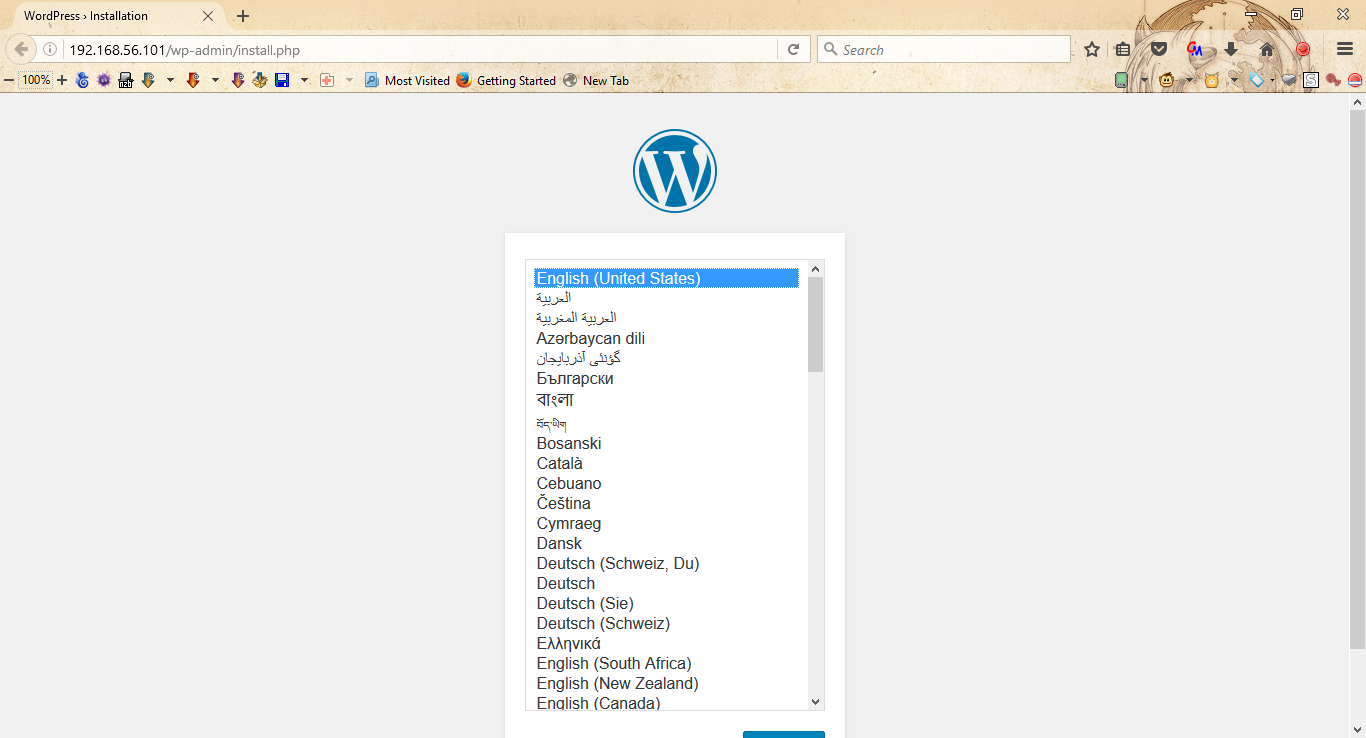 WordPress › Installation
192.168.56.101/wp-admin/install.php
Search
100%
Most Visited
Getting Started
New Tab
English (United States)
العربية
العربية المغربية
Azərbaycan dili
گؤنئی آذربایجان
Български
বাংলা
བོད་ཡིག
Bosanski
Català
Cebuano
Čeština
Cymraeg
Dansk
Deutsch (Schweiz, Du)
Deutsch
Deutsch (Sie)
Deutsch (Schweiz)
Ελληνικά
English (South Africa)
English (New Zealand)
English (Canada)